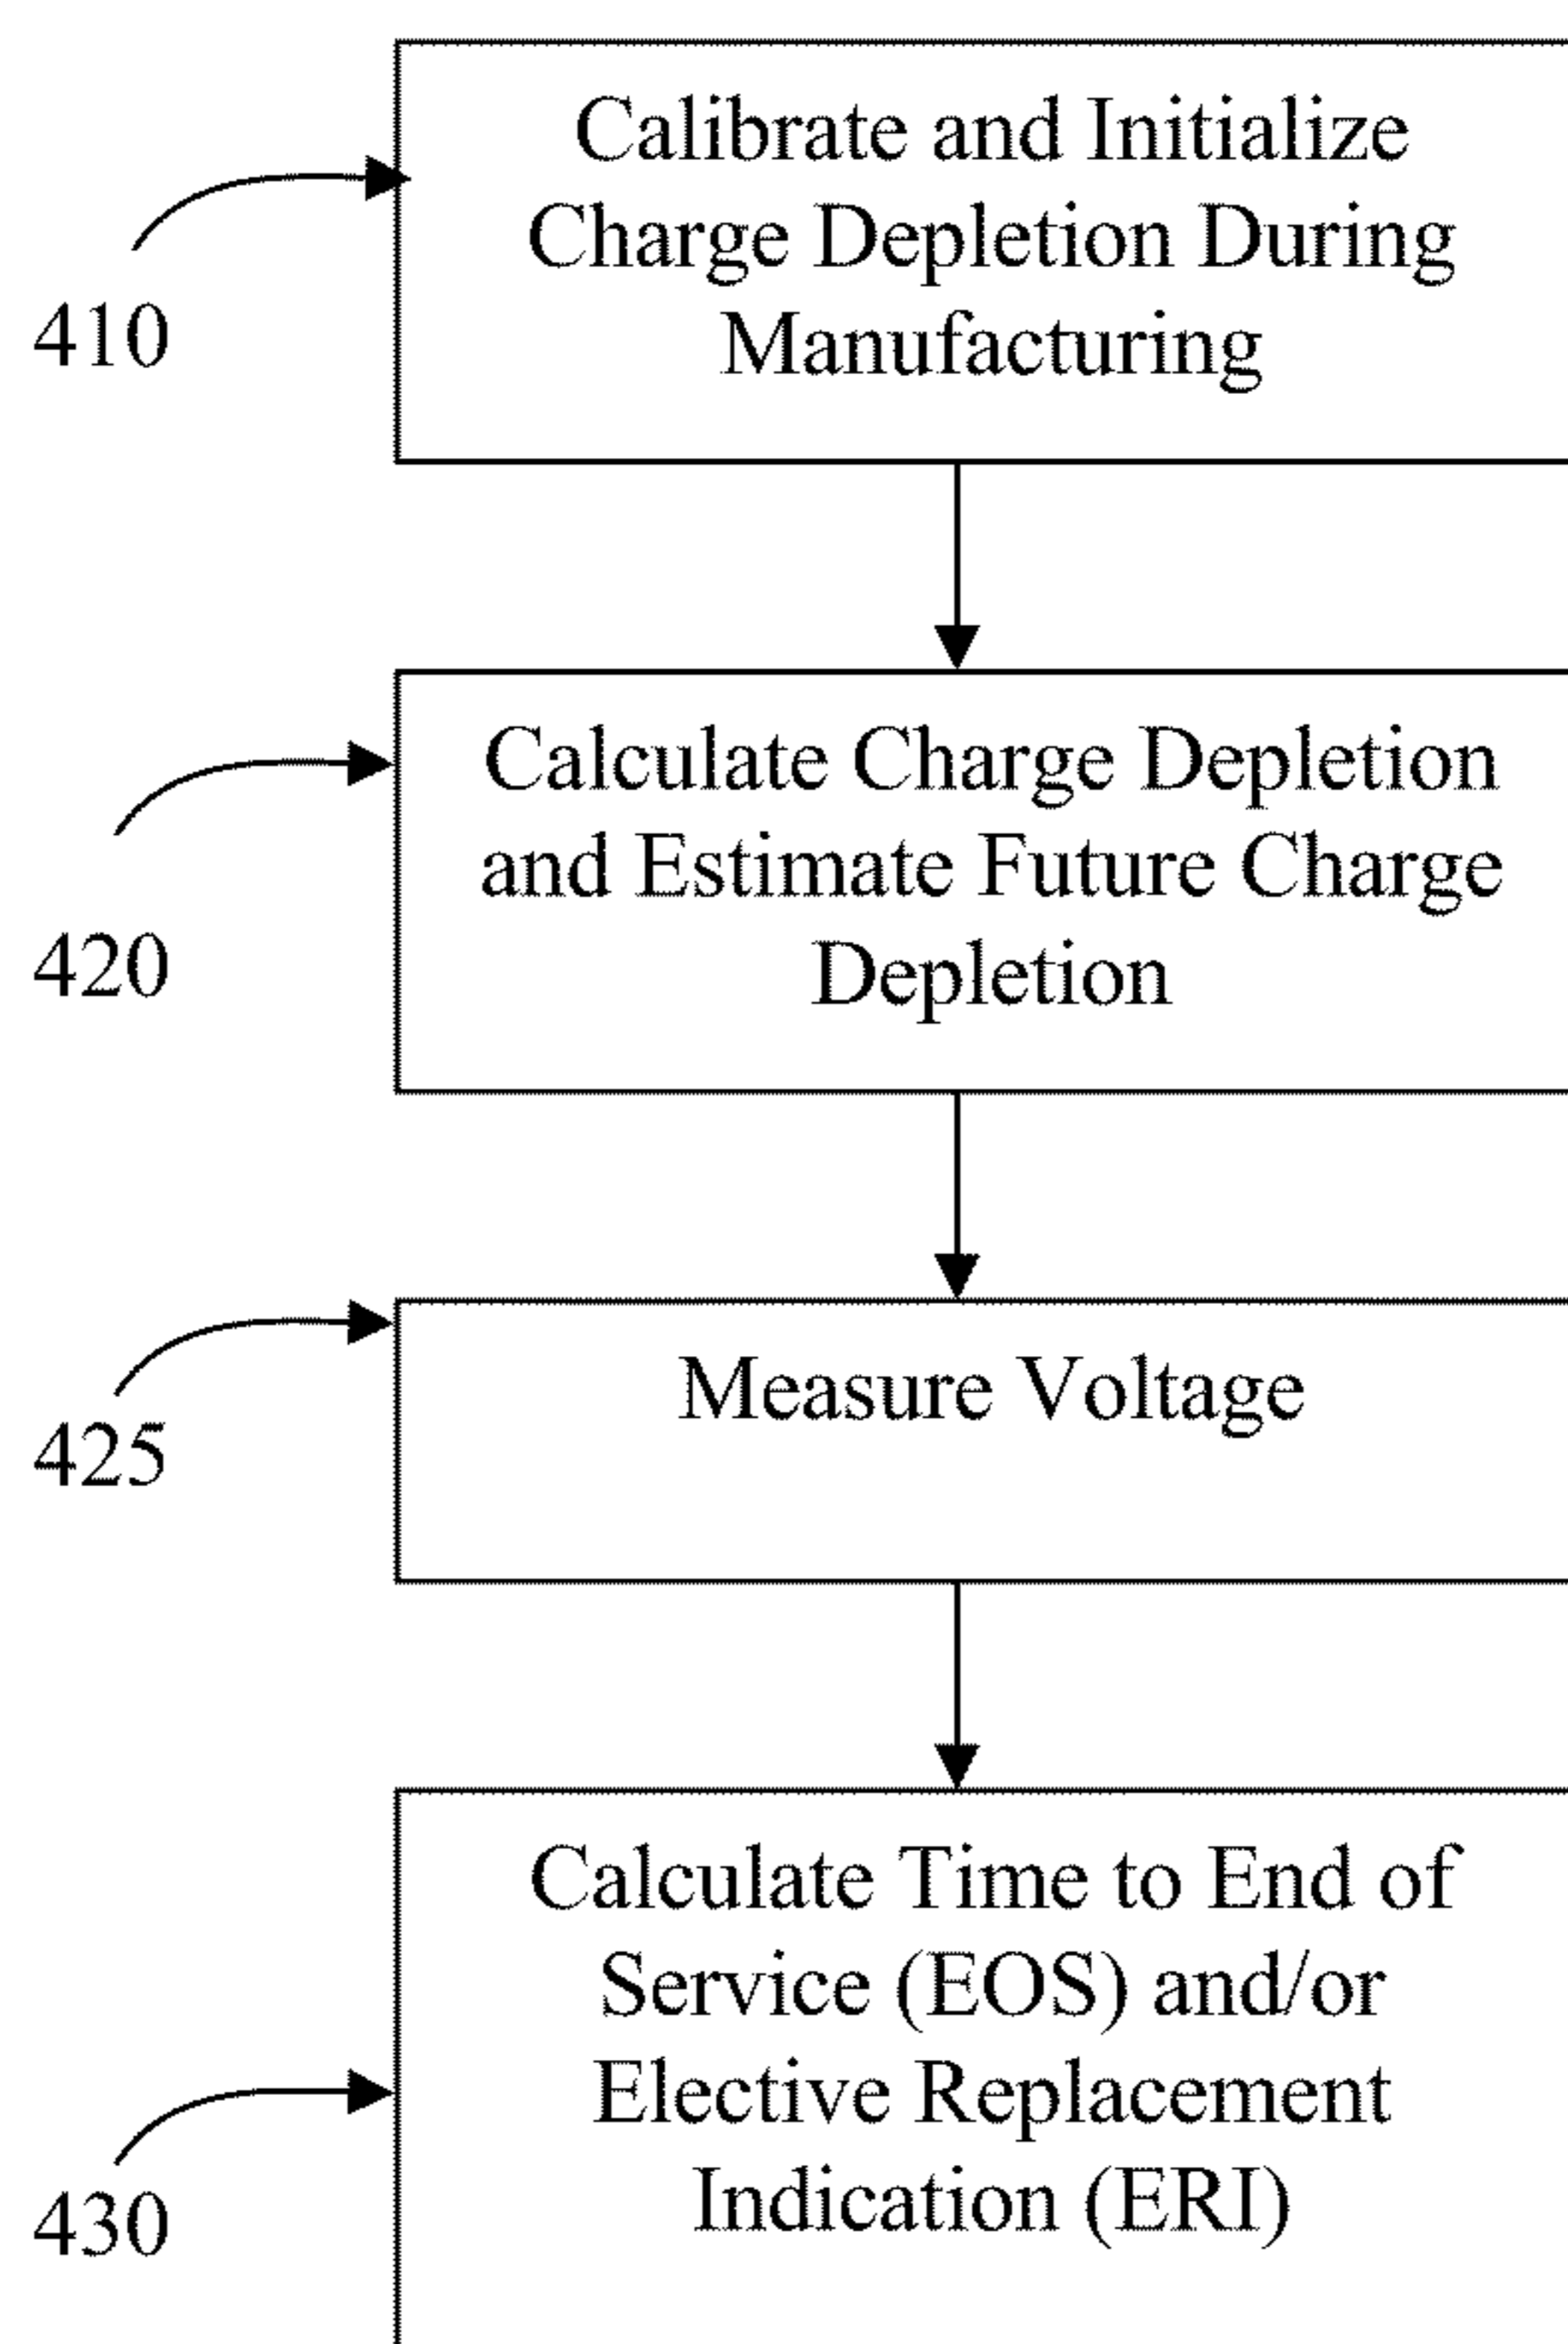 Calibrate and Initialize
Charge Depletion During
Manufacturing
410
Calculate Charge Depletion
and Estimate Future Charge
Depletion
420
Measure Voltage
425
Calculate Time to End of
Service (EOS) and/or
Elective Replacement
Indication (ERI)
430